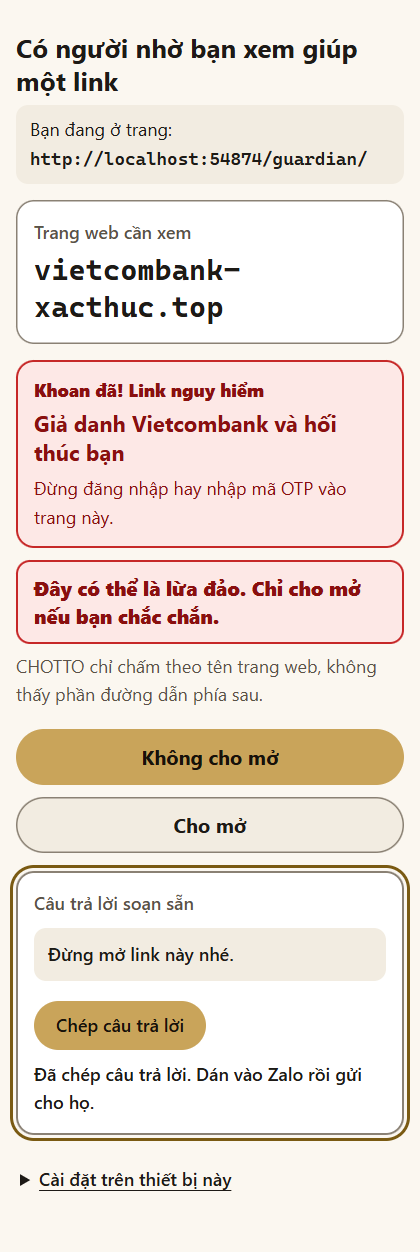 Có người nhờ bạn xem giúp
một link
Bạn đang ở trang:
http://localhost:54874/guardian/
Trang web cần xem
vietcombank-
xacthuc.top
Khoan đã! Link nguy hiểm
Giả danh Vietcombank và hối
thúc bạn
Đừng đăng nhập hay nhập mã OTP vào
trang này.
Đây có thể là lừa đảo. Chỉ cho mở
nếu bạn chắc chắn.
CHOTTO chỉ chấm theo tên trang web, không
thấy phần đường dẫn phía sau.
Không cho mở
Cho mở
Câu trả lời soạn sẵn
Đừng mở link này nhé.
Chép câu trả lời
Đã chép câu trả lời. Dán vào Zalo rồi gửi
cho họ.
Cài đặt trên thiết bị này